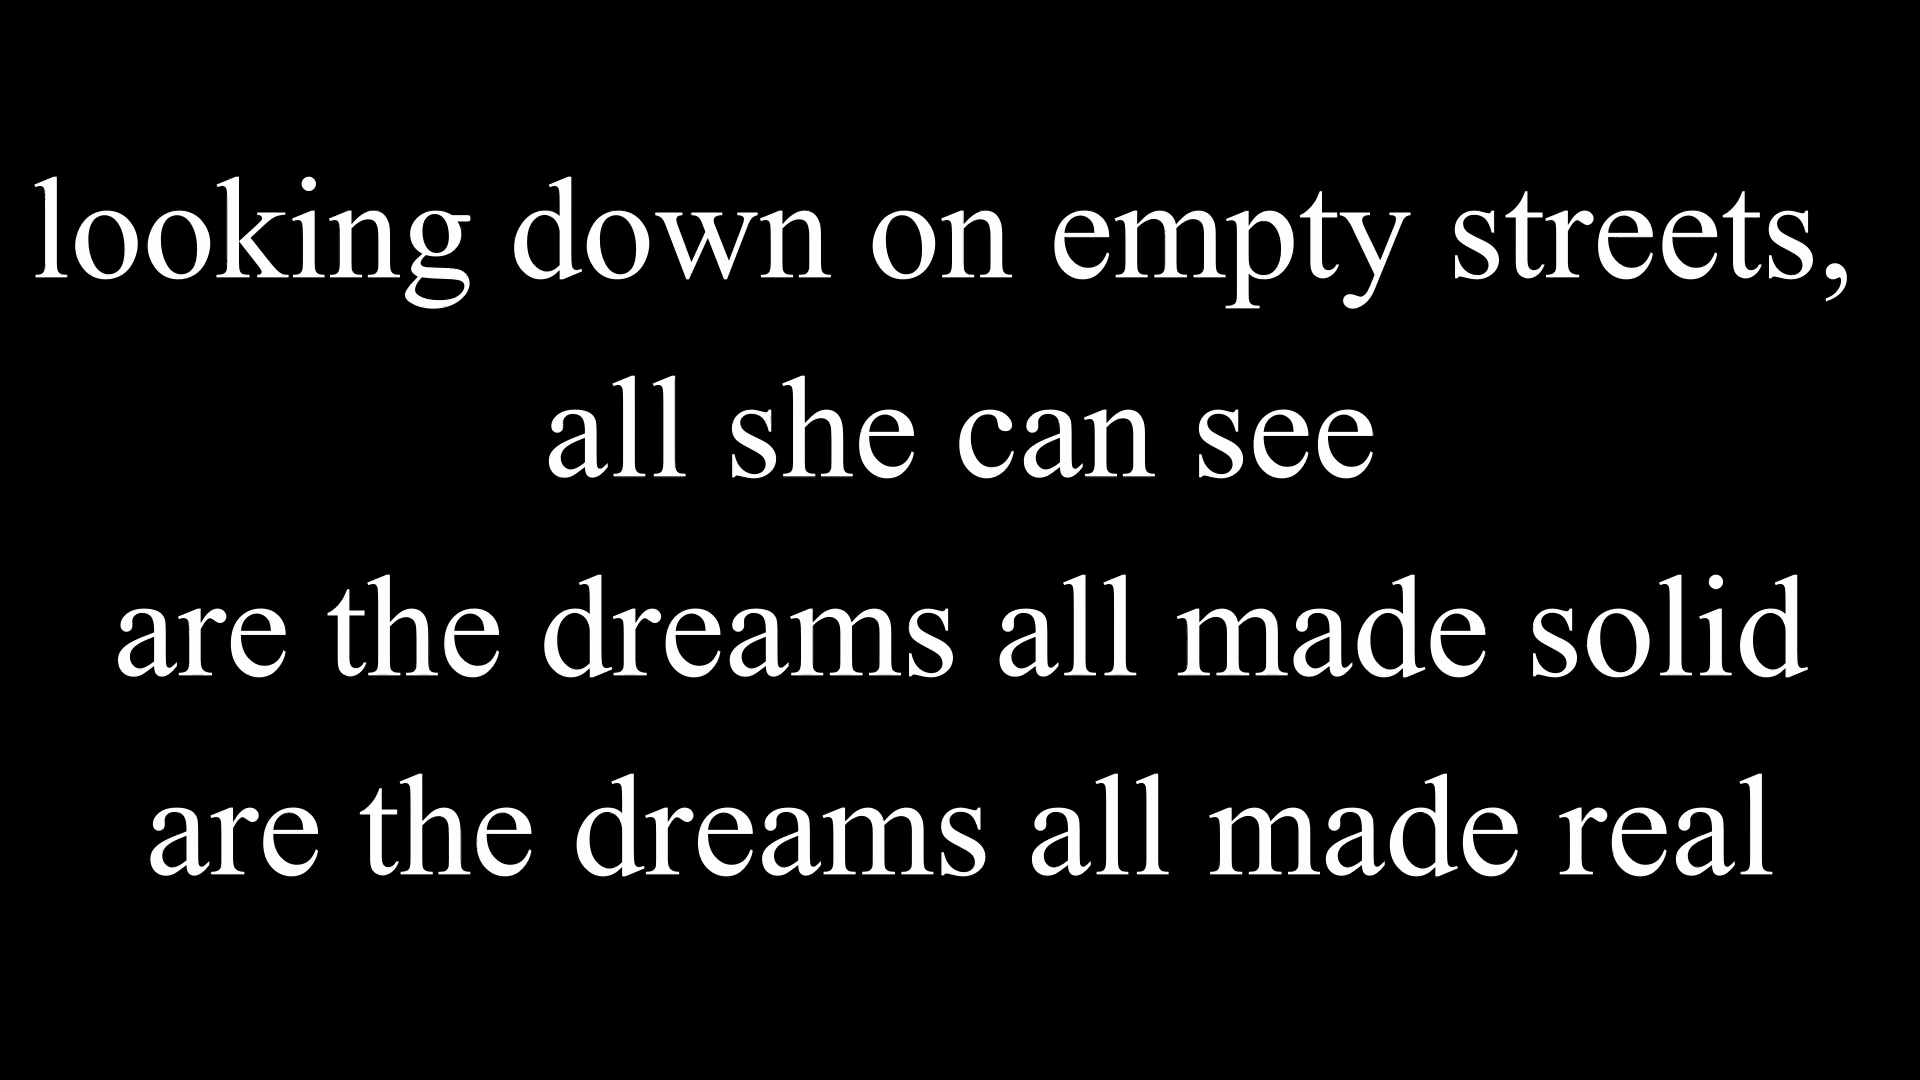 looking down on empty streets,
all she can see
are the dreams all made solid
are the dreams all made real